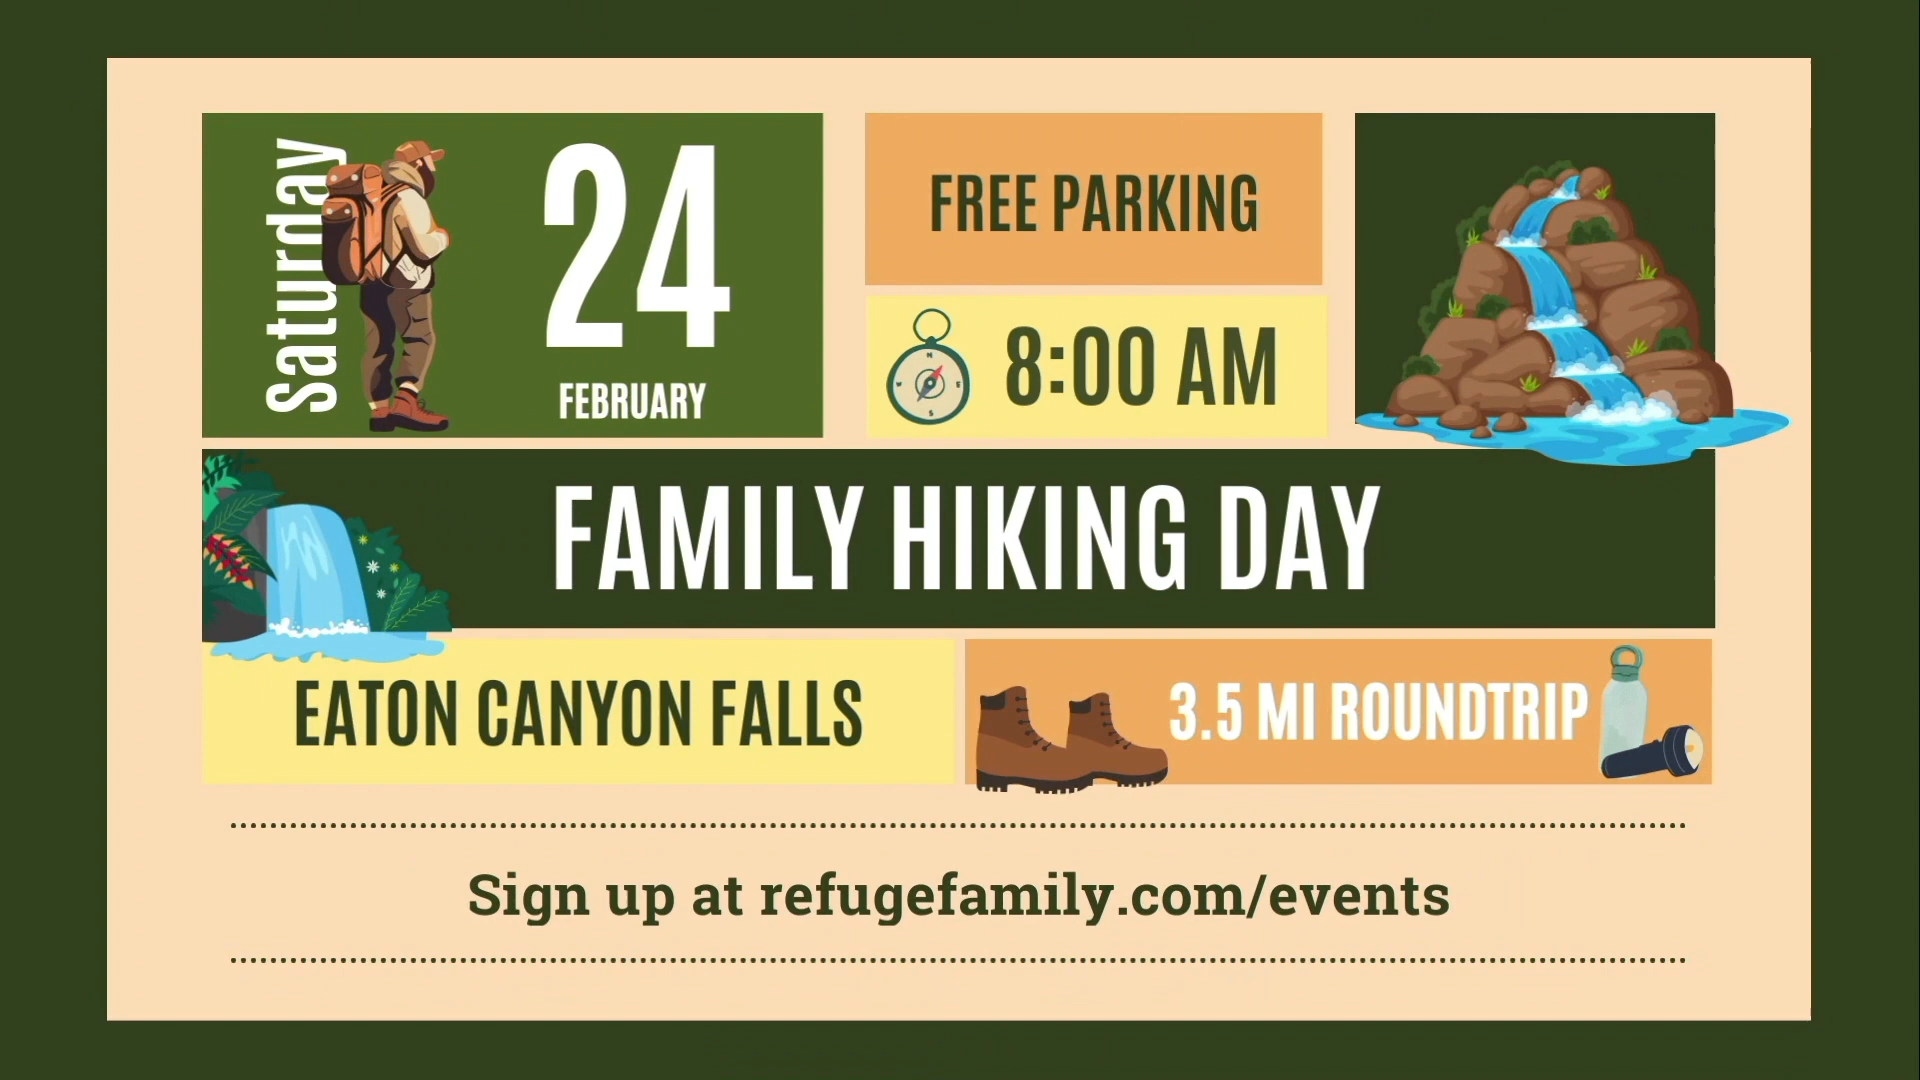 Saturday
24
FEBRUARY
FREE PARKING
8:00 AM
FAMILY HIKING DAY
EATON CANYON FALLS
3.5 MI ROUNDTRIP
Sign up at refugefamily.com/events